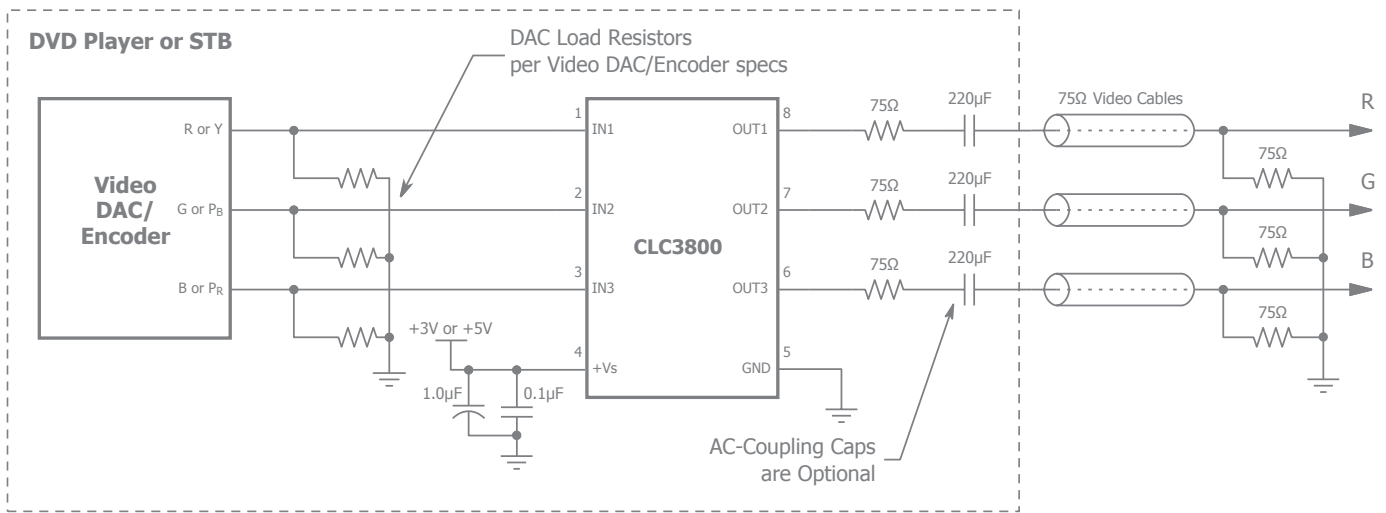 DVD Player or STB
DAC Load Resistors
per Video DAC/Encoder specs
Video
DAC/
Encoder
R or Y
G or PB
B or PR
1
IN1
2
IN2
3
IN3
4
+Vs
CLC3800
8
OUT1
7
OUT2
6
OUT3
5
GND
+3V or +5V
1.0µF
0.1µF
75Ω
220µF
75Ω
220µF
75Ω
220µF
AC-Coupling Caps
are Optional
75Ω Video Cables
75Ω
75Ω
75Ω
R
G
B